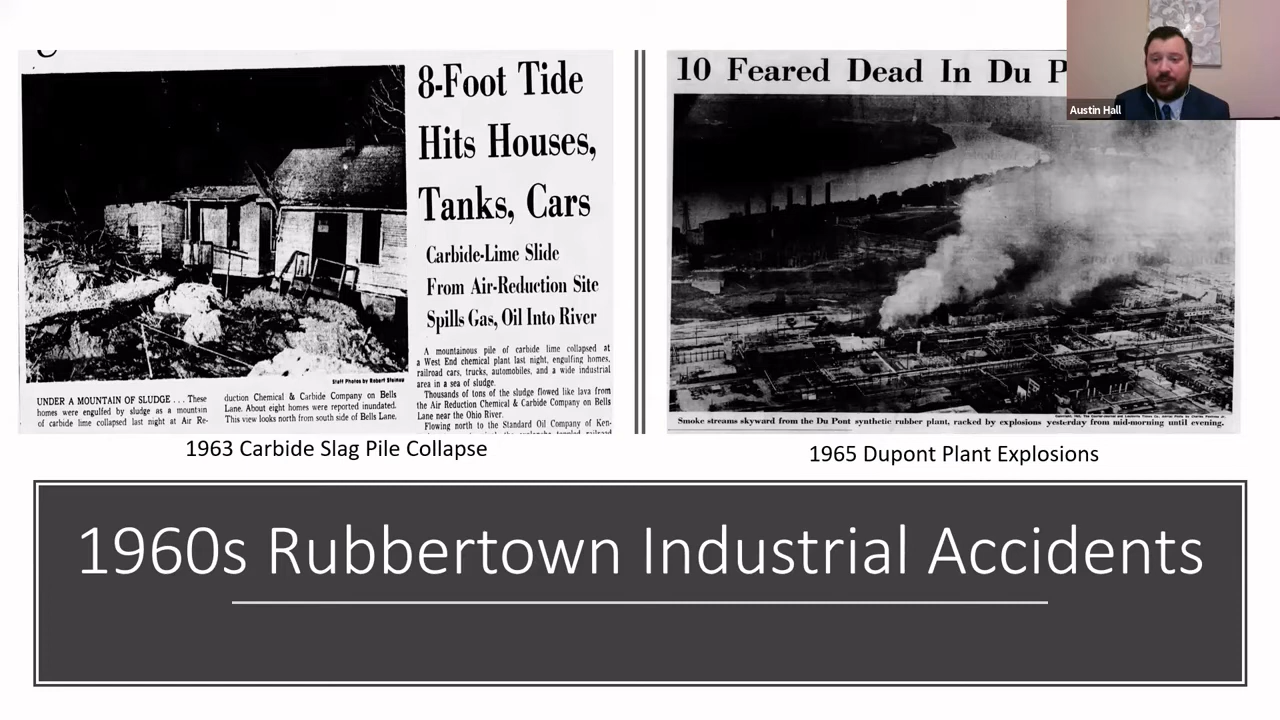 8-Foot Tide
Hits Houses,
Tanks, Cars
Carbide-Lime Slide
From Air-Reduction Site
Spills Gas, Oil Into River
A mountainous pile of carbide lime collapsed at
a West End chemical plant last night, engulfing homes,
railroad cars, trucks, automobiles, and a wide industrial
area in a sea of sludge.
Thousands of tons of the sludge flowed like lava from
the Air Reduction Chemical & Carbide Company on Bells
Lane near the Ohio River.
Flowing north to the Standard Oil Company of Ken-
Staff Photos by Robert Steinau
UNDER A MOUNTAIN OF SLUDGE . . . These
homes were engulfed by sludge as a mountain
of carbide lime collapsed last night at Air Re-
duction Chemical & Carbide Company on Bells
Lane. About eight homes were reported inundated.
This view looks north from south side of Bells Lane.
1963 Carbide Slag Pile Collapse
10 Feared Dead In Du P
Austin Hall
Smoke streams skyward from the Du Pont synthetic rubber plant, racked by explosions yesterday from mid-morning until evening.
1965 Dupont Plant Explosions
1960s Rubbertown Industrial Accidents